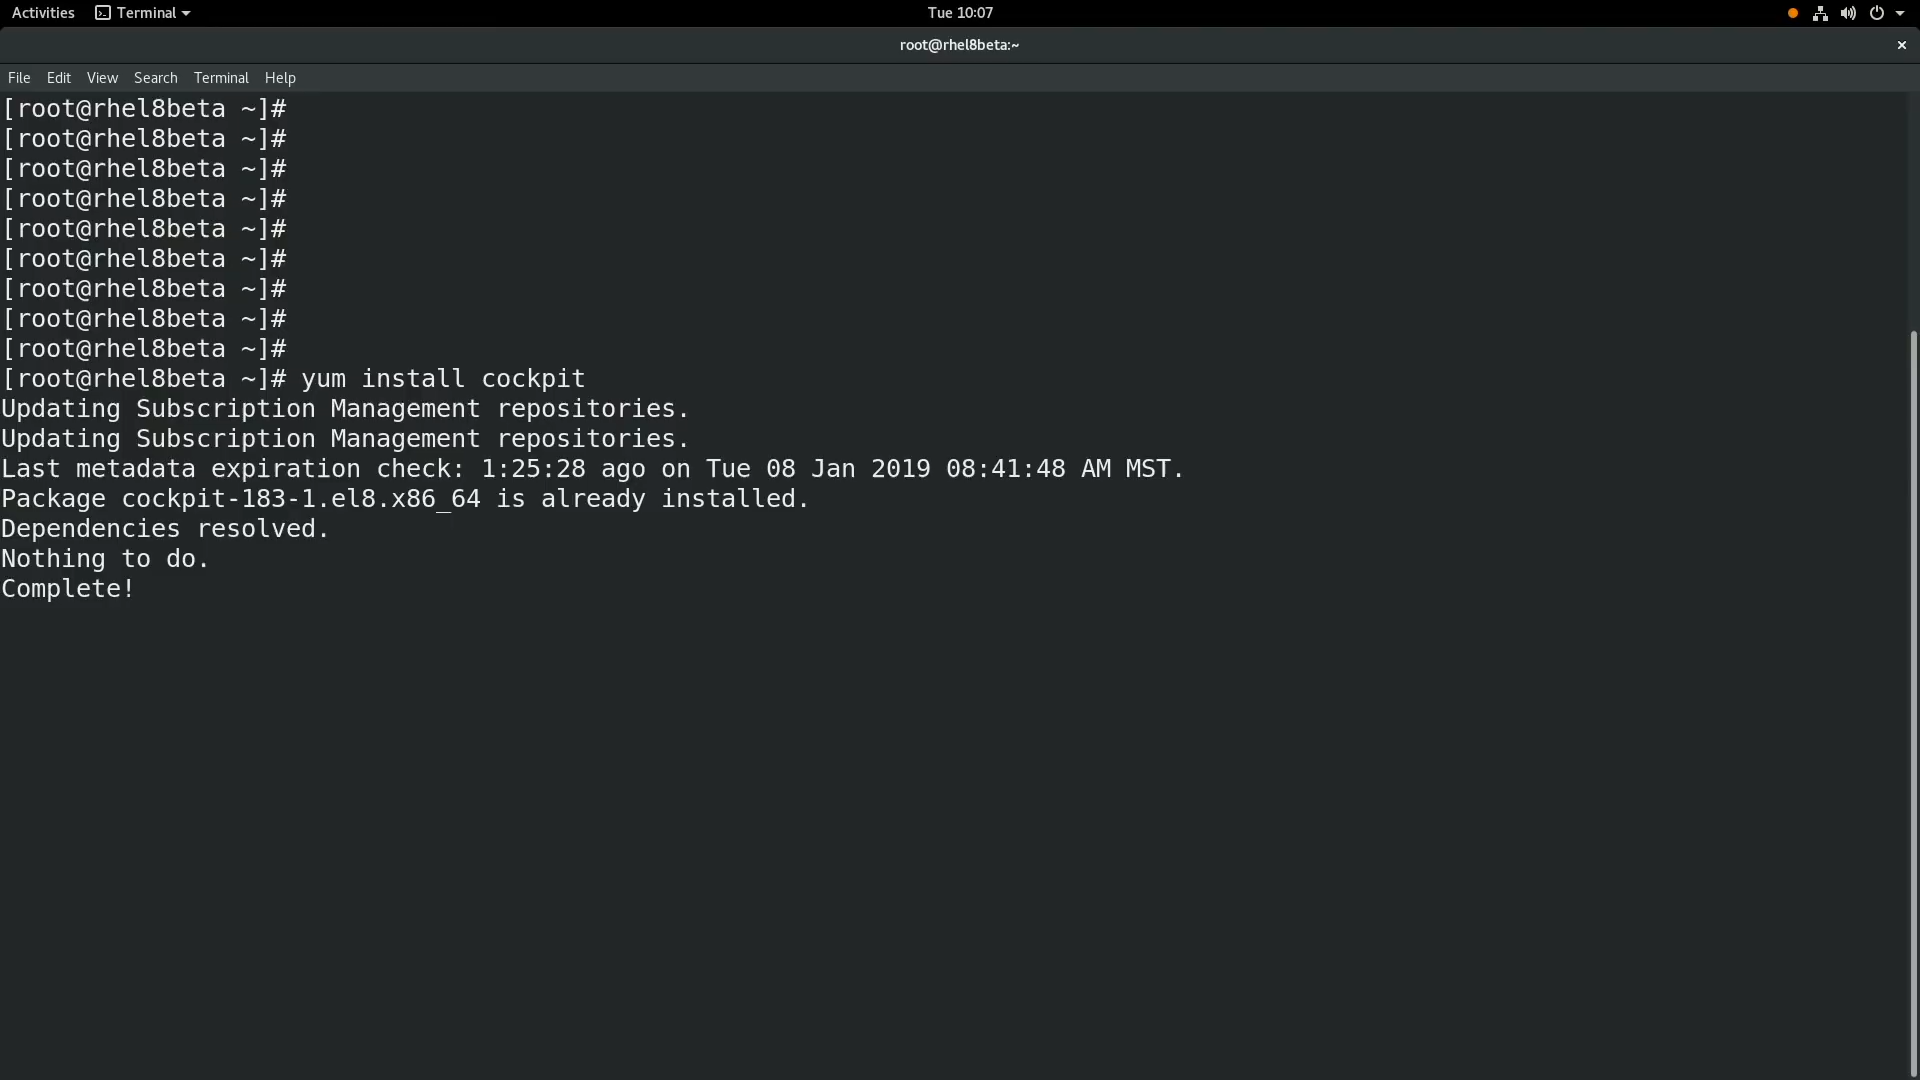 Activities Terminal Tue 10:07
root@rhel8beta:~ ×
File Edit View Search Terminal Help
[root@rhel8beta ~]#
[root@rhel8beta ~]#
[root@rhel8beta ~]#
[root@rhel8beta ~]#
[root@rhel8beta ~]#
[root@rhel8beta ~]#
[root@rhel8beta ~]#
[root@rhel8beta ~]#
[root@rhel8beta ~]#
[root@rhel8beta ~]# yum install cockpit
Updating Subscription Management repositories.
Updating Subscription Management repositories.
Last metadata expiration check: 1:25:28 ago on Tue 08 Jan 2019 08:41:48 AM MST.
Package cockpit-183-1.el8.x86_64 is already installed.
Dependencies resolved.
Nothing to do.
Complete!